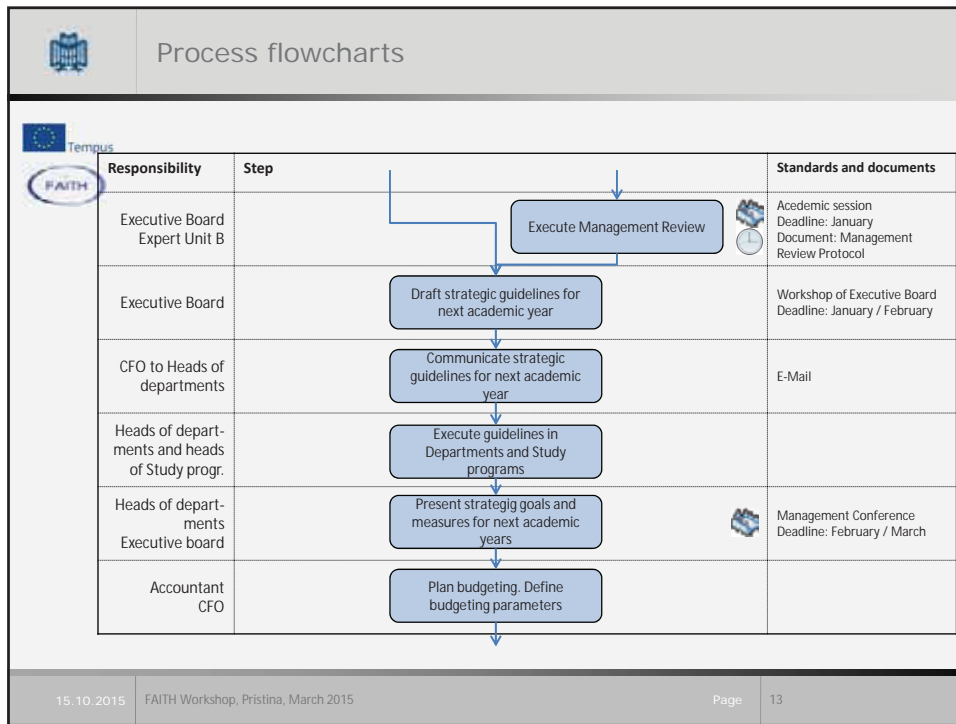 Process flowcharts
Tempus
FAITH
Responsibility
Step
Standards and documents
Executive Board
Expert Unit B
Execute Management Review
Acedemic session
Deadline: January
Document: Management
Review Protocol
Executive Board
Draft strategic guidelines for
next academic year
Workshop of Executive Board
Deadline: January / February
CFO to Heads of
departments
Communicate strategic
guidelines for next academic
year
E-Mail
Heads of depart-
ments and heads
of Study progr.
Execute guidelines in
Departments and Study
programs
Heads of depart-
ments
Executive board
Present strategig goals and
measures for next academic
years
Management Conference
Deadline: February / March
Accountant
CFO
Plan budgeting. Define
budgeting parameters
15.10.2015
FAITH Workshop, Pristina, March 2015
Page
13